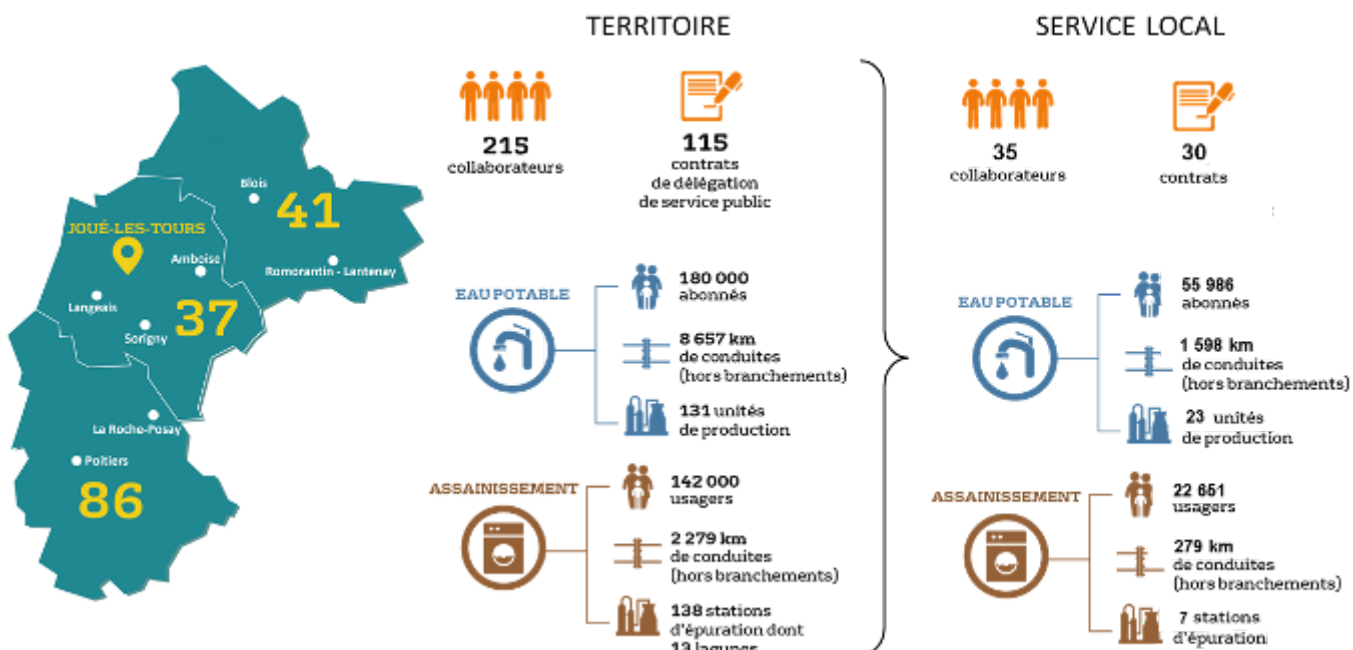 TERRITOIRE
SERVICE LOCAL
215
collaborateurs
115
contrats
de délégation
de service public
35
collaborateurs
30
contrats
Blois
41
JOUÉ-LES-TOURS
Amboise
Romorantin - Lantenay
Langeais
37
Sorigny
La Roche-Posay
Poitiers
86
EAU POTABLE
180 000
abonnés
8 657 km
de conduites
(hors branchements)
131 unités
de production
ASSAINISSEMENT
142 000
usagers
2 279 km
de conduites
(hors branchements)
138 stations
d'épuration dont
13 lagunes
EAU POTABLE
55 986
abonnés
1 598 km
de conduites
(hors branchements)
23 unités
de production
ASSAINISSEMENT
22 651
usagers
279 km
de conduites
(hors branchements)
7 stations
d'épuration